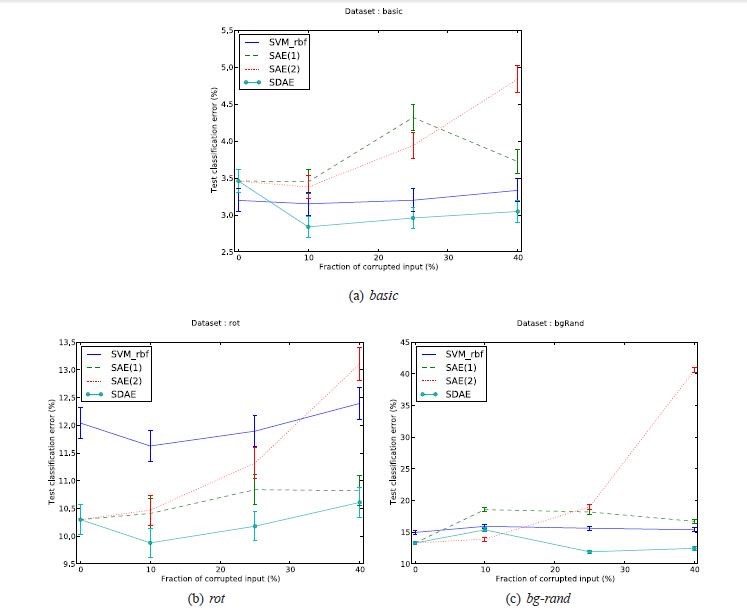 Dataset : basic
5.5
5.0
4.5
4.0
3.5
3.0
2.5
Test classification error (%)
SVM_rbf
SAE(1)
SAE(2)
SDAE
0 10 20 30 40
Fraction of corrupted input (%)
(a) basic
Dataset : rot
13.5
13.0
12.5
12.0
11.5
11.0
10.5
10.0
9.5
Test classification error (%)
SVM_rbf
SAE(1)
SAE(2)
SDAE
0 10 20 30 40
Fraction of corrupted input (%)
(b) rot
Dataset : bgRand
45
40
35
30
25
20
15
10
Test classification error (%)
SVM_rbf
SAE(1)
SAE(2)
SDAE
0 10 20 30 40
Fraction of corrupted input (%)
(c) bg-rand